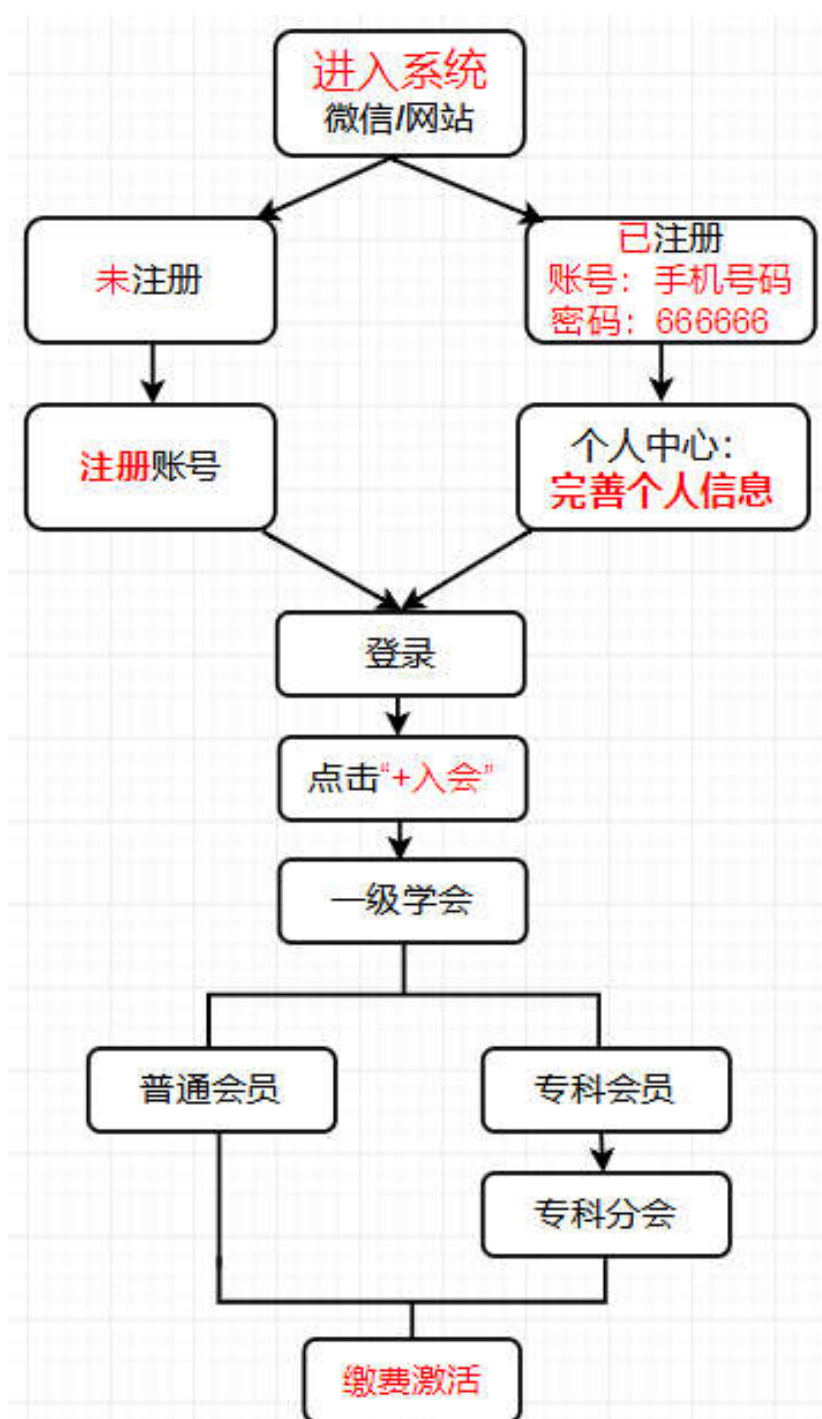 进入系统
微信/网站
未注册
已注册
账号：手机号码
密码：666666
注册账号
个人中心：
完善个人信息
登录
点击“+入会”
一级学会
普通会员
专科会员
专科分会
缴费激活